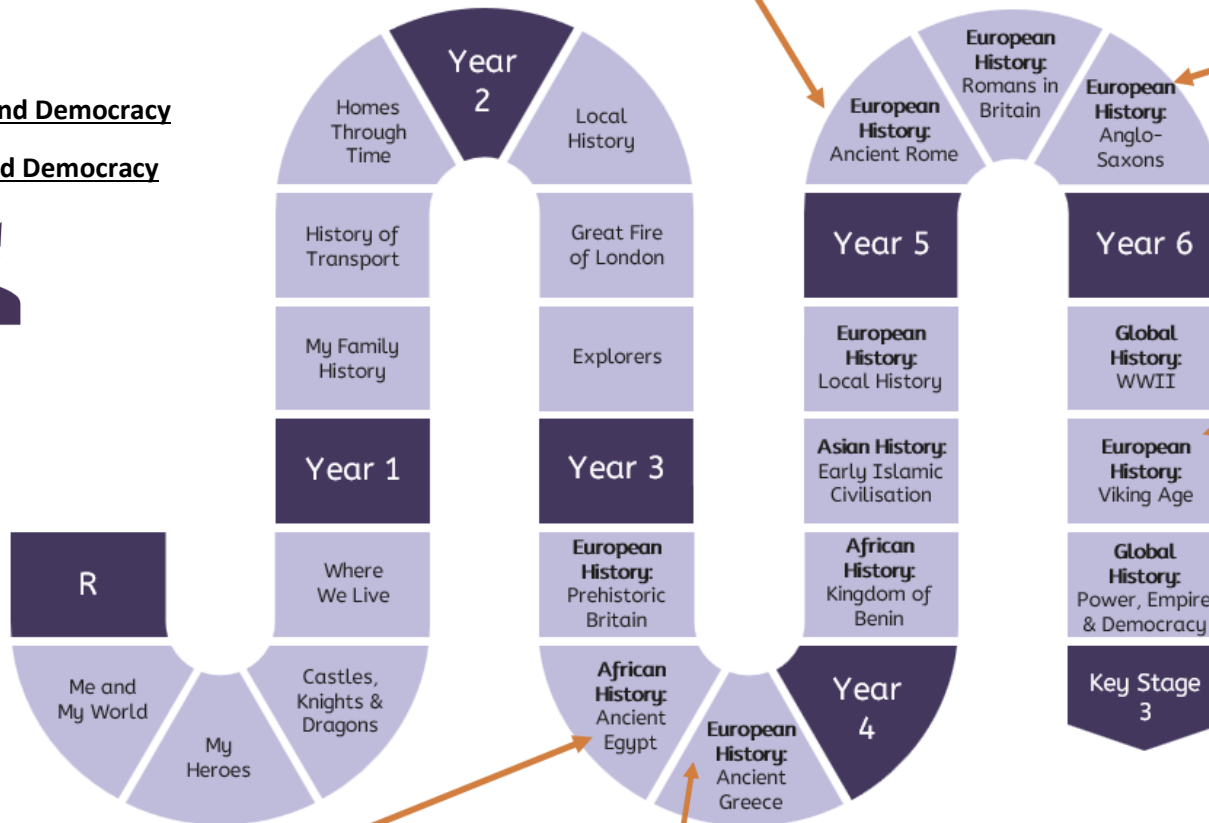 nd Democracy
d Democracy
R
Me and
My World
My
Heroes
Castles,
Knights &
Dragons
Where
We Live
Year 1
My Family
History
History of
Transport
Homes
Through
Time
Year
2
Local
History
Great Fire
of London
Explorers
Year 3
European
History:
Prehistoric
Britain
African
History:
Ancient
Egypt
European
History:
Ancient
Greece
Year
4
African
History:
Kingdom of
Benin
Asian History:
Early Islamic
Civilisation
European
History:
Local History
Year 5
European
History:
Ancient Rome
European
History:
Romans in
Britain
European
History:
Anglo-
Saxons
Year 6
Global
History:
WWII
European
History:
Viking Age
Global
History:
Power, Empire
& Democracy
Key Stage
3